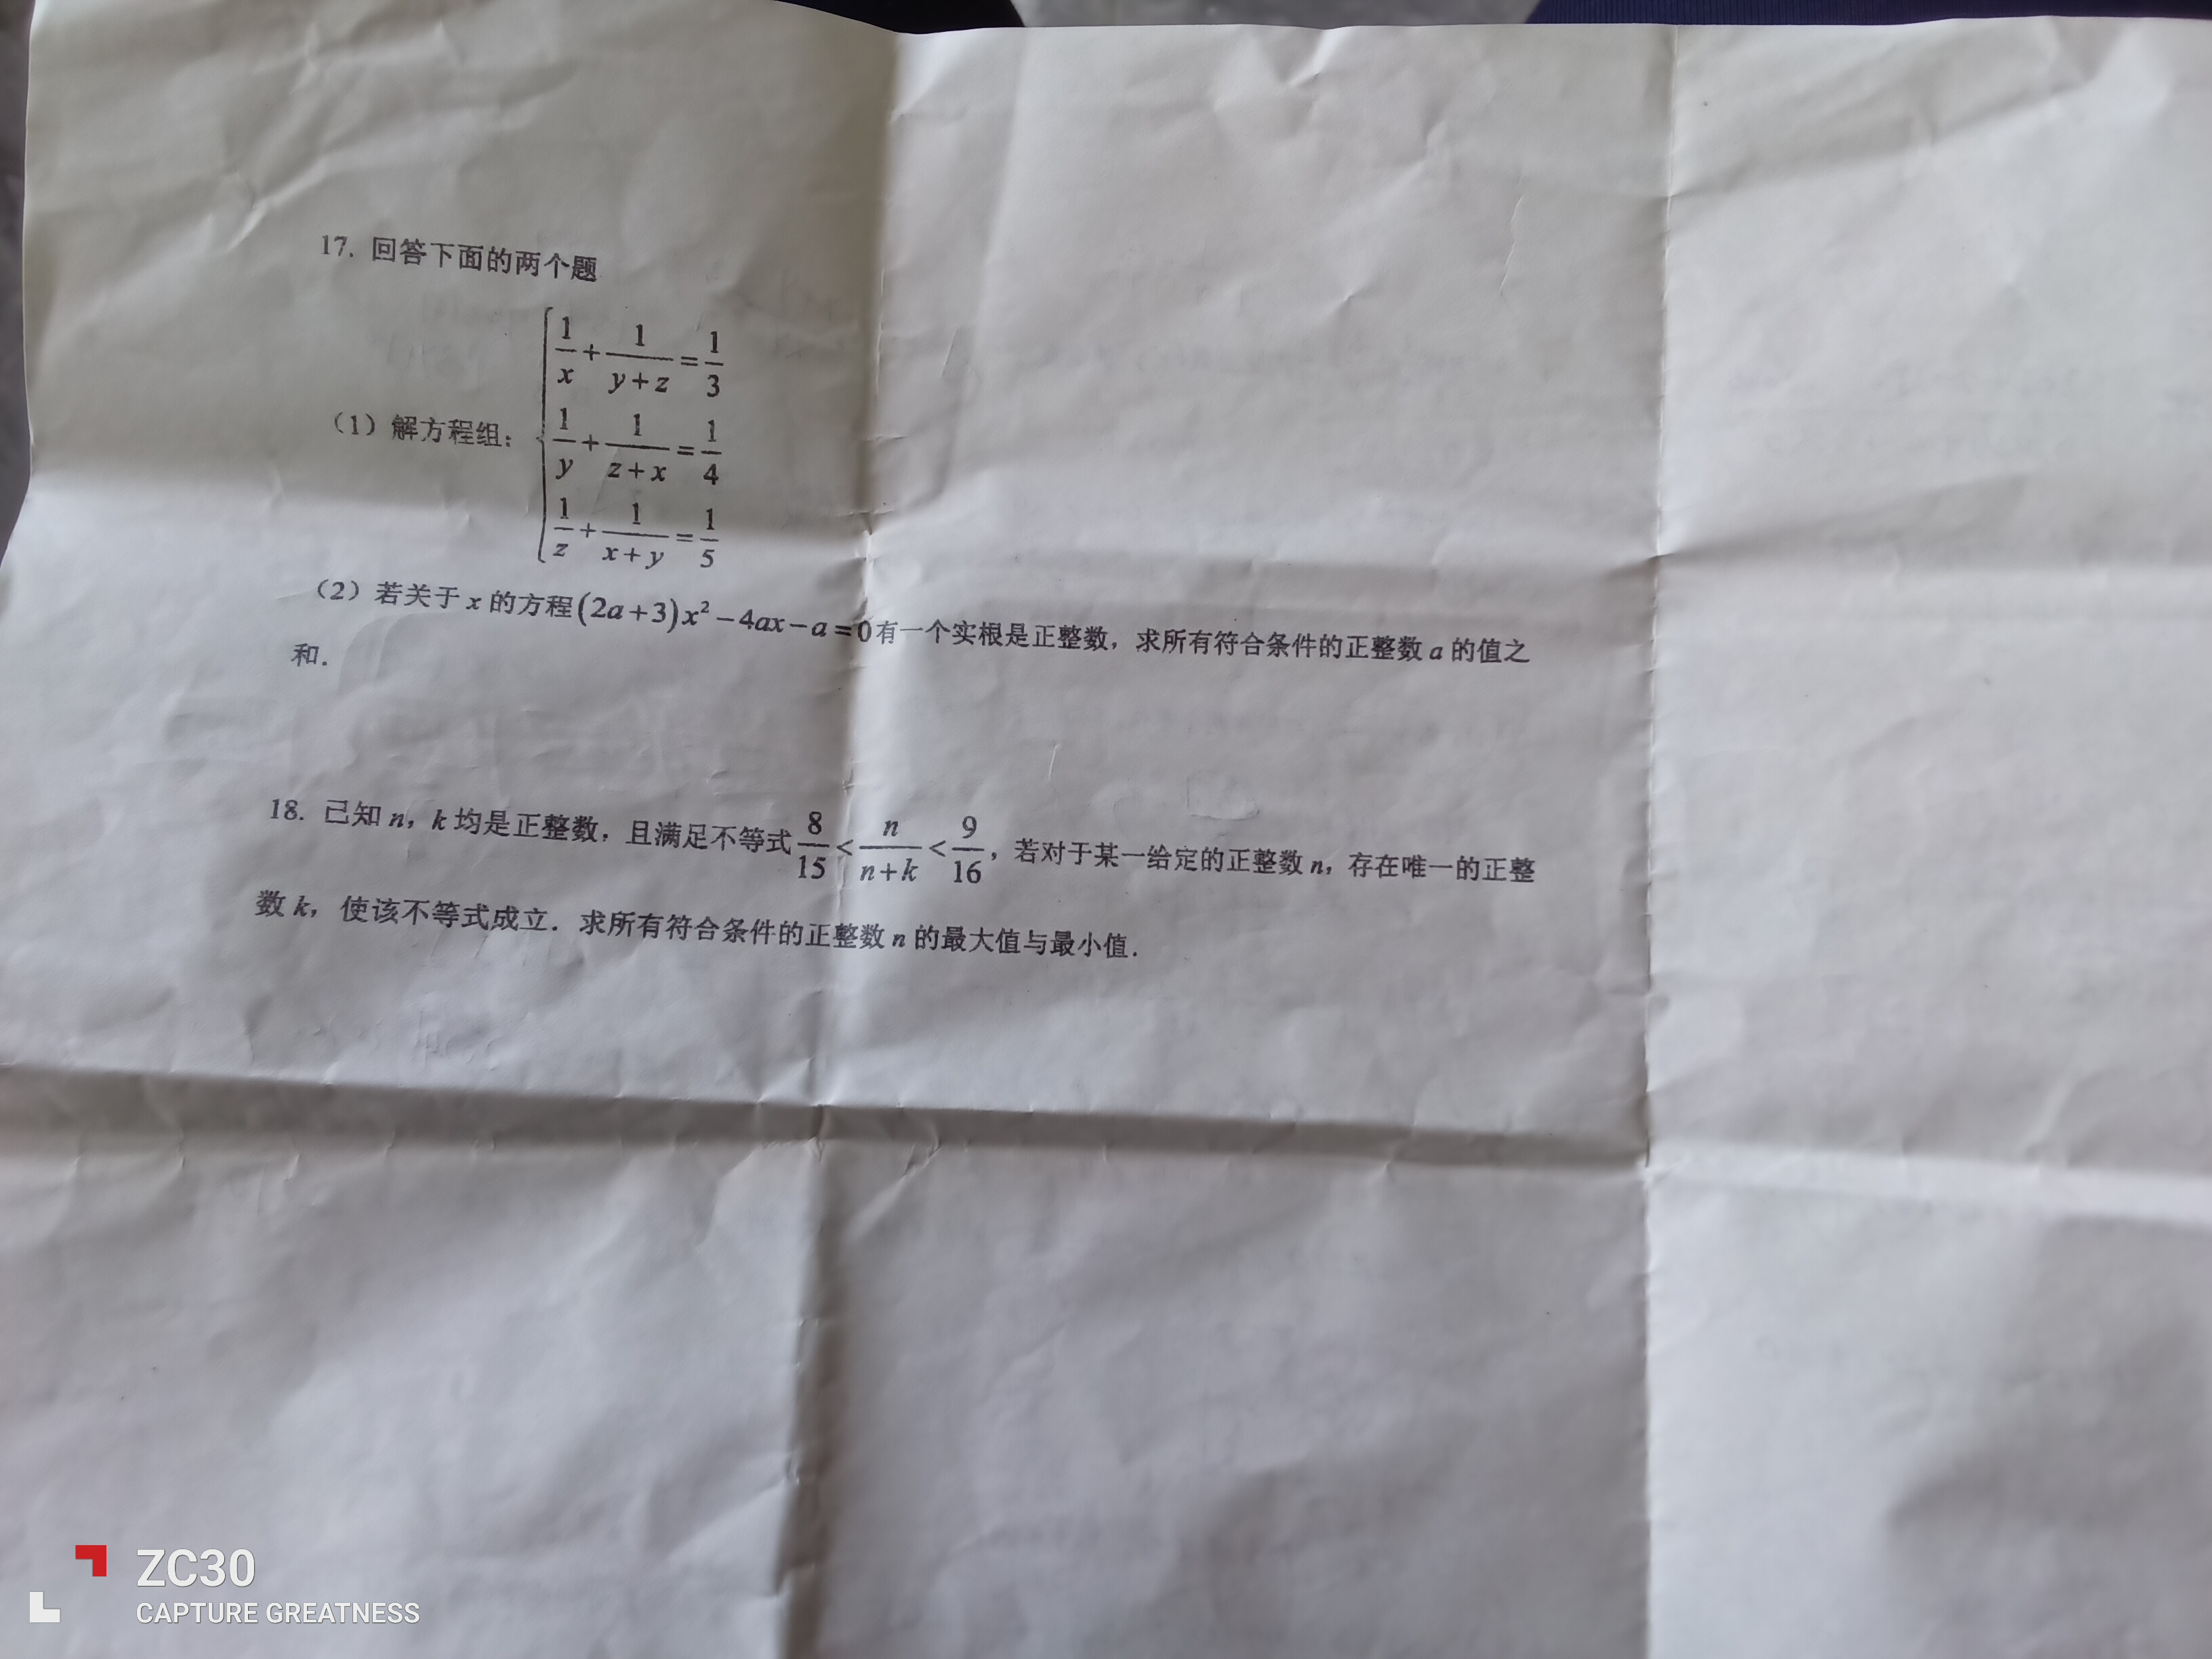 17. 回答下面的两个题
(1) 解方程组: { 1/x + 1/(y+z) = 1/3
1/y + 1/(z+x) = 1/4
1/z + 1/(x+y) = 1/5
(2) 若关于 x 的方程(2a+3)x² − 4ax − a = 0有一个实根是正整数, 求所有符合条件的正整数 a 的值之
和.
18. 已知 n, k 均是正整数, 且满足不等式 8/15 < n/(n+k) < 9/16, 若对于某一给定的正整数 n, 存在唯一的正整
数 k, 使该不等式成立. 求所有符合条件的正整数 n 的最大值与最小值.
ZC30
CAPTURE GREATNESS